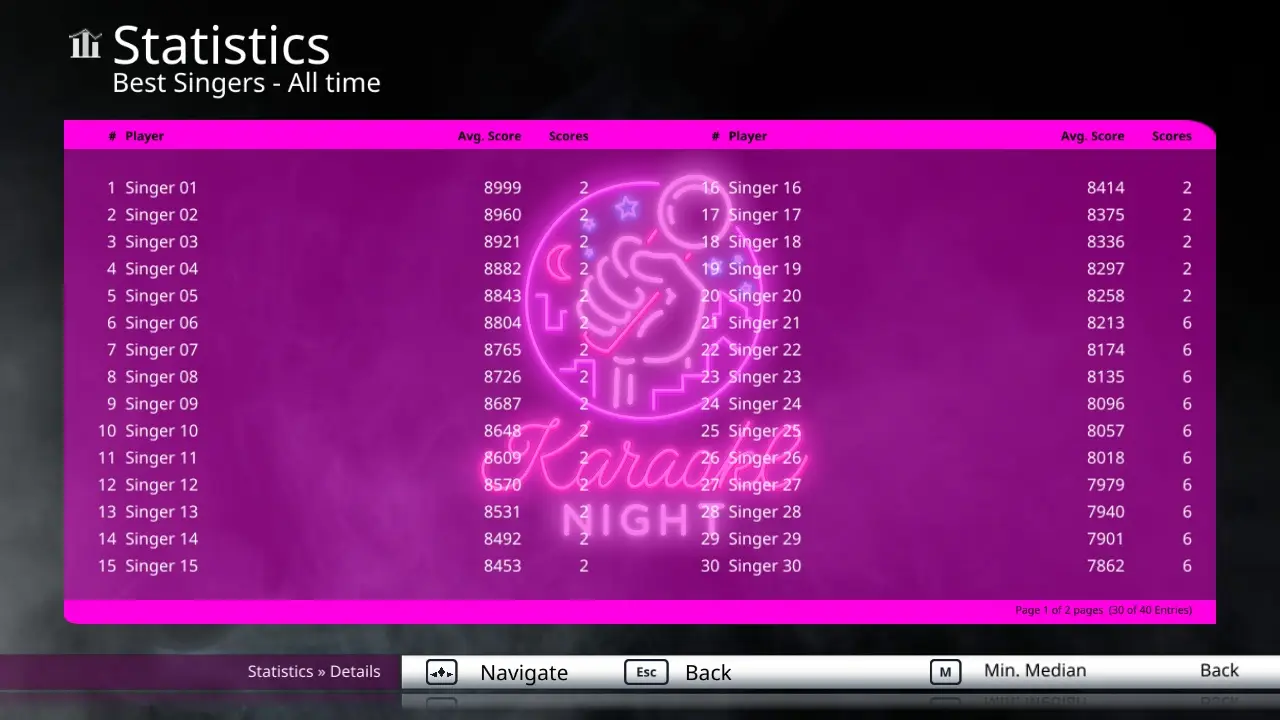 Statistics
Best Singers - All time
# Player Avg. Score Scores # Player Avg. Score Scores
1 Singer 01 8999 2 16 Singer 16 8414 2
2 Singer 02 8960 2 17 Singer 17 8375 2
3 Singer 03 8921 2 18 Singer 18 8336 2
4 Singer 04 8882 2 19 Singer 19 8297 2
5 Singer 05 8843 2 20 Singer 20 8258 2
6 Singer 06 8804 2 21 Singer 21 8213 6
7 Singer 07 8765 2 22 Singer 22 8174 6
8 Singer 08 8726 2 23 Singer 23 8135 6
9 Singer 09 8687 2 24 Singer 24 8096 6
10 Singer 10 8648 2 25 Singer 25 8057 6
11 Singer 11 8609 2 26 Singer 26 8018 6
12 Singer 12 8570 2 27 Singer 27 7979 6
13 Singer 13 8531 2 28 Singer 28 7940 6
14 Singer 14 8492 2 29 Singer 29 7901 6
15 Singer 15 8453 2 30 Singer 30 7862 6
Karaoke
NIGHT
Page 1 of 2 pages (30 of 40 Entries)
Statistics » Details Navigate Esc Back M Min. Median Back